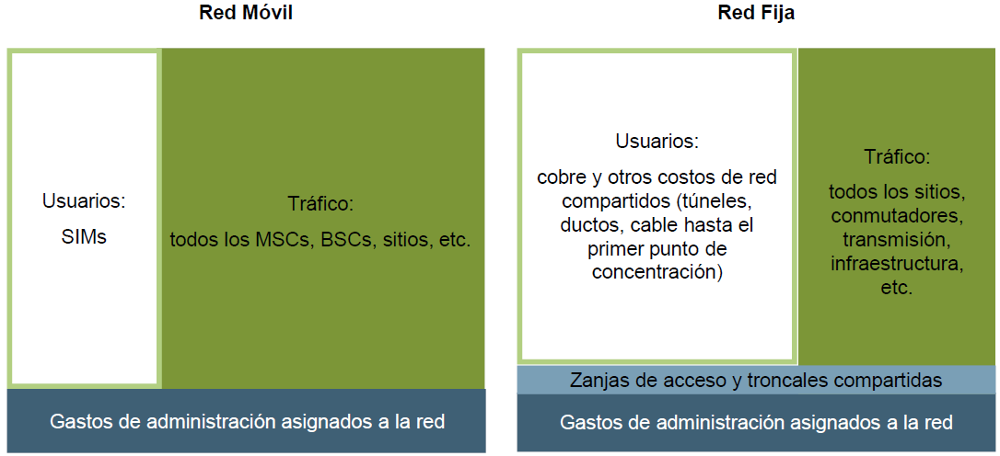 Red Móvil
Usuarios:
SIMs
Tráfico:
todos los MSCs, BSCs, sitios, etc.
Gastos de administración asignados a la red
Red Fija
Usuarios:
cobre y otros costos de red
compartidos (túneles,
ductos, cable hasta el
primer punto de
concentración)
Tráfico:
todos los sitios,
conmutadores,
transmisión,
infraestructura,
etc.
Zanjas de acceso y troncales compartidas
Gastos de administración asignados a la red